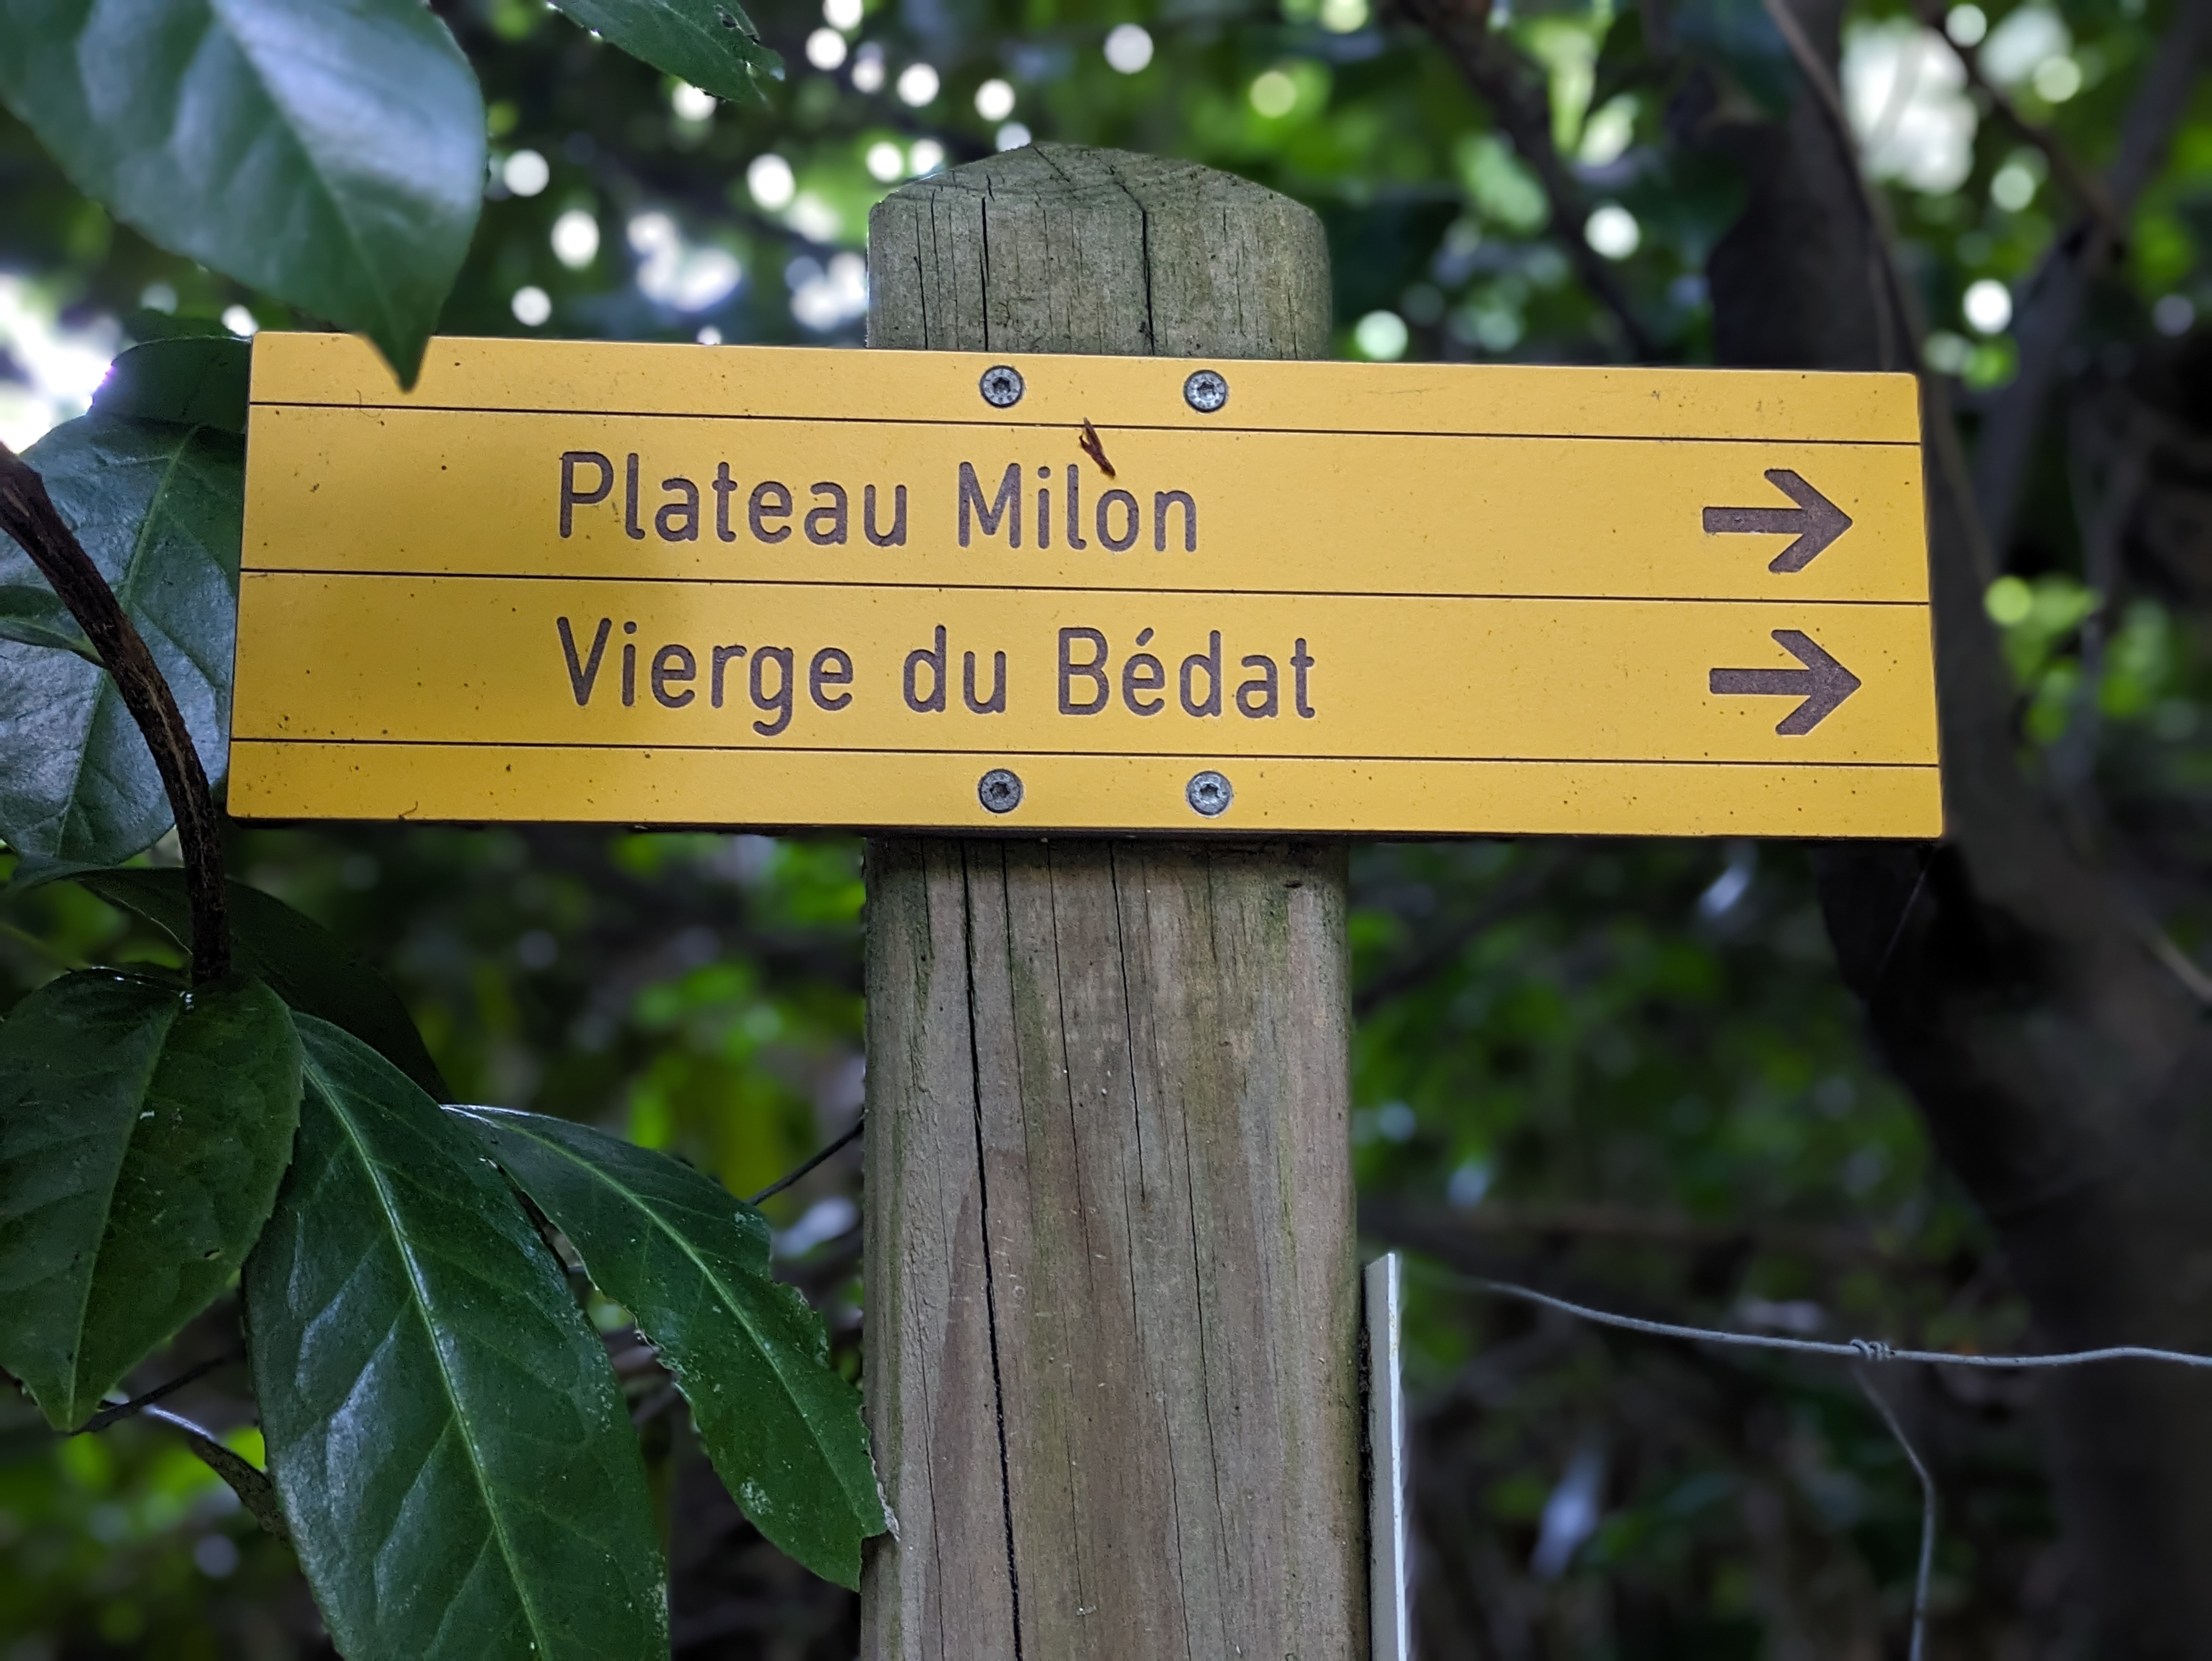 Plateau Milon →
Vierge du Bédat →